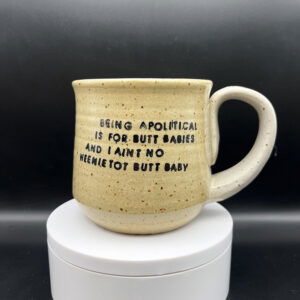 BEING APOLITICAL
IS FOR BUTT BABIES
AND I AINT NO
WEENIETOT BUTT BABY